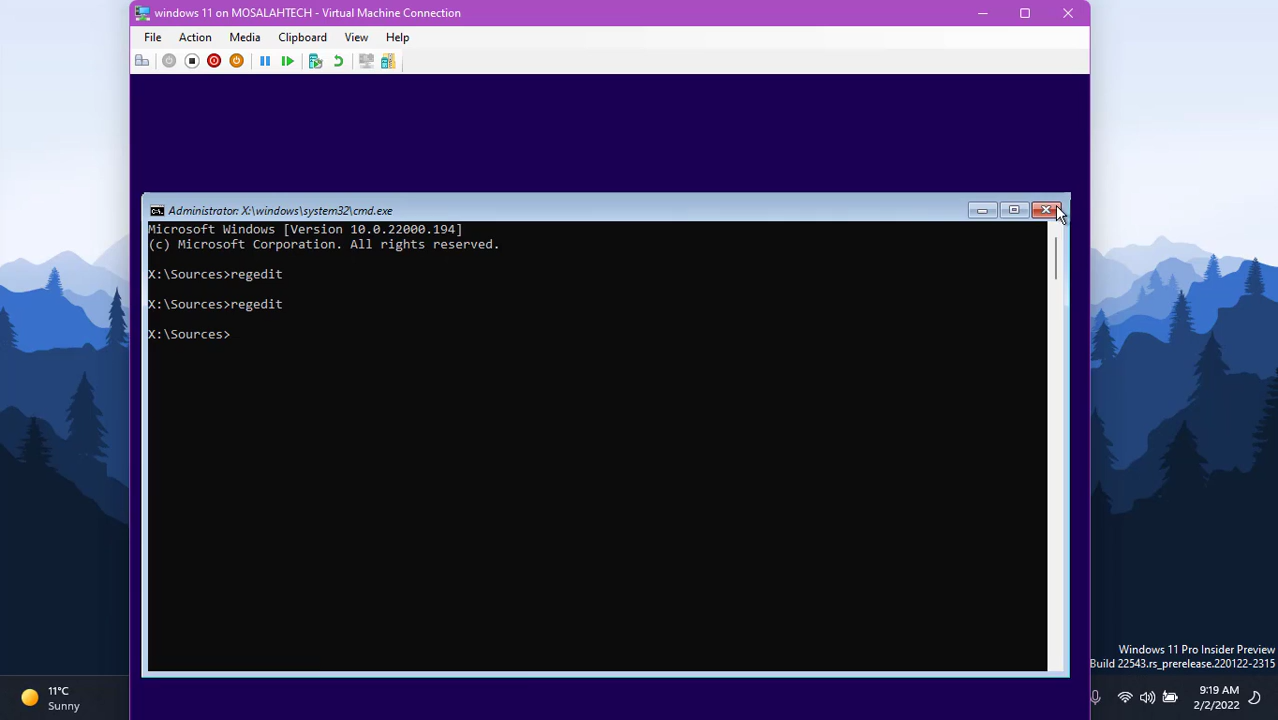 windows 11 on MOSALAHTECH - Virtual Machine Connection
File Action Media Clipboard View Help
Administrator: X:\windows\system32\cmd.exe
Microsoft Windows [Version 10.0.22000.194]
(c) Microsoft Corporation. All rights reserved.
X:\Sources>regedit
X:\Sources>regedit
X:\Sources>
Windows 11 Pro Insider Preview
Build 22543.rs_prerelease.220122-2315
11°C
Sunny
9:19 AM
2/2/2022